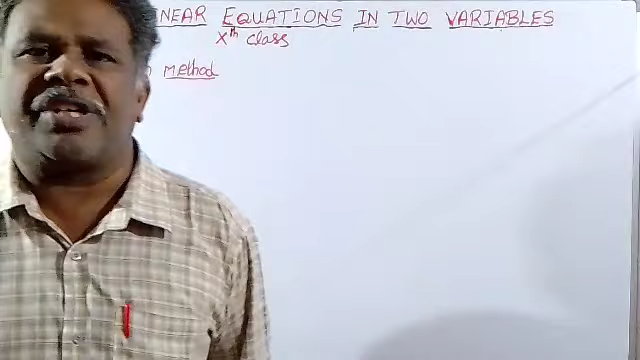 NEAR EQUATIONS IN TWO VARIABLES
Xth class
method